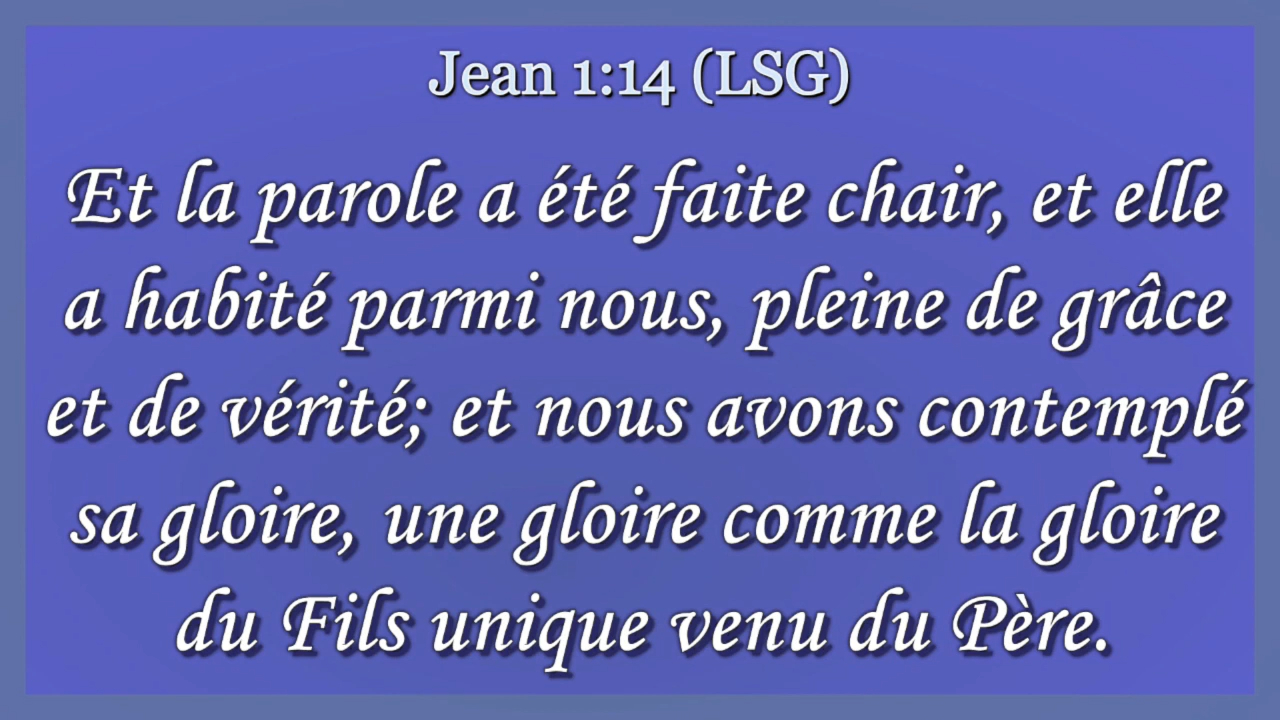 Jean 1:14 (LSG)
Et la parole a été faite chair, et elle
a habité parmi nous, pleine de grâce
et de vérité; et nous avons contemplé
sa gloire, une gloire comme la gloire
du Fils unique venu du Père.